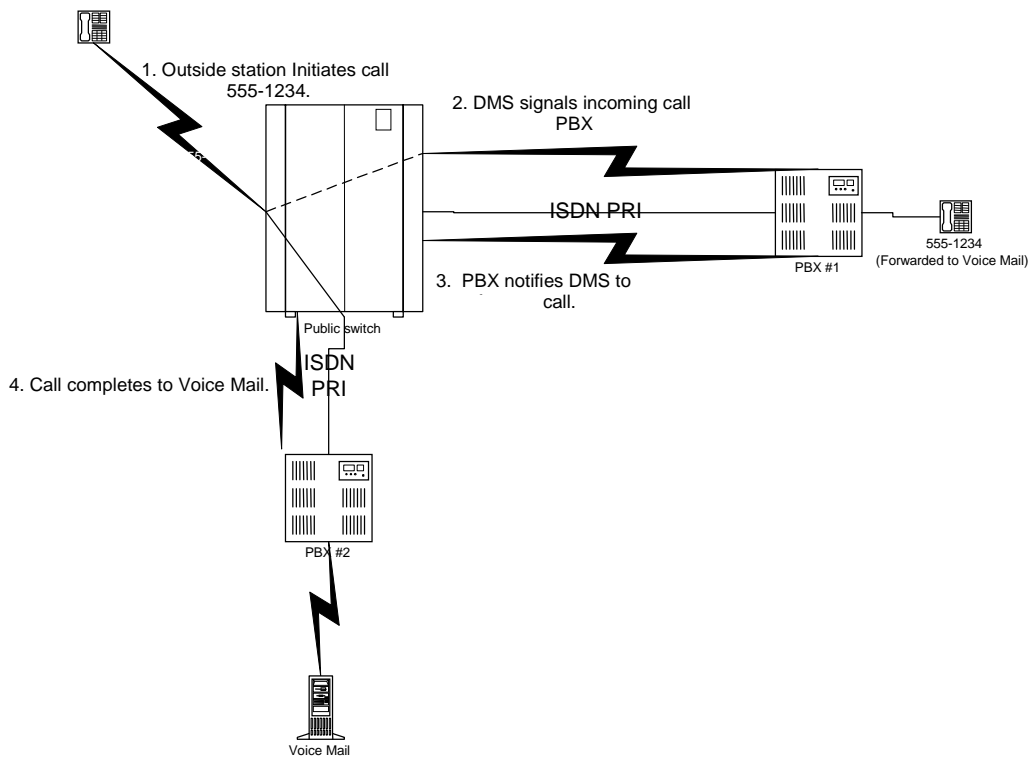 1. Outside station Initiates call
555-1234.
2. DMS signals incoming call
PBX
ISDN PRI
555-1234
(Forwarded to Voice Mail)
PBX #1
3. PBX notifies DMS to
call.
Public switch
ISDN
PRI
4. Call completes to Voice Mail.
PBX #2
Voice Mail